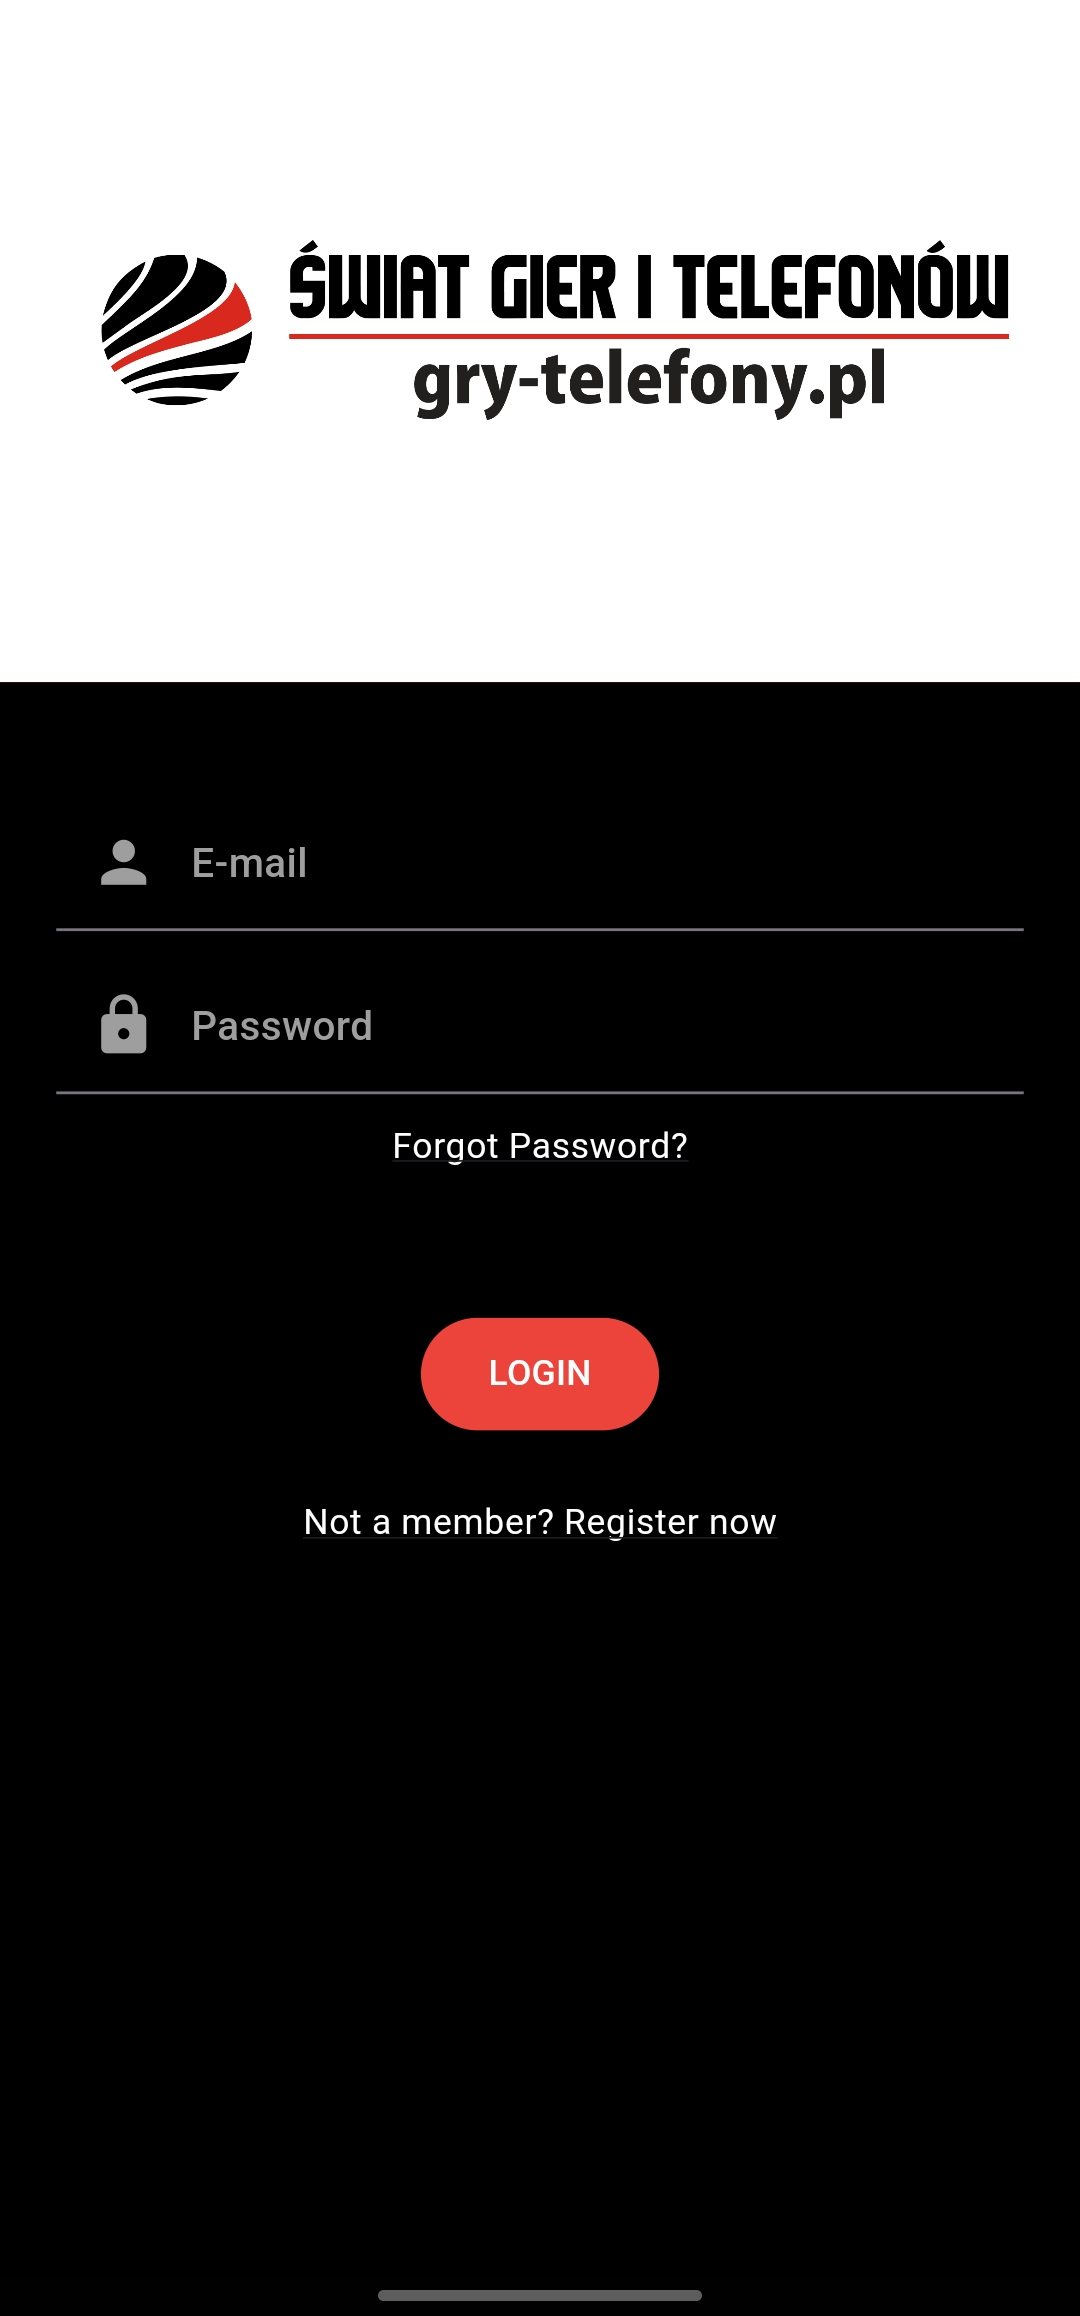 ŚWIAT GIER I TELEFONÓW
gry-telefony.pl
E-mail
Password
Forgot Password?
LOGIN
Not a member? Register now